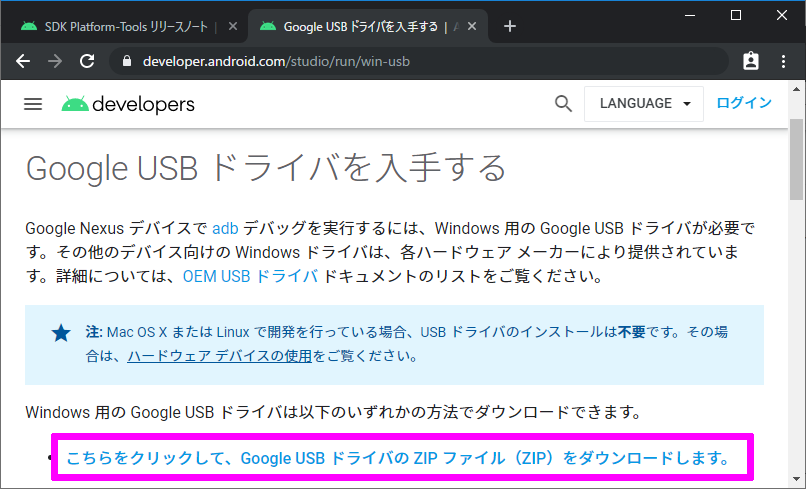 SDK Platform-Tools リリースノート |
Google USB ドライバを入手する | A
developer.android.com/studio/run/win-usb
developers
LANGUAGE
ログイン
Google USB ドライバを入手する
Google Nexus デバイスで adb デバッグを実行するには、Windows 用の Google USB ドライバが必要で
す。その他のデバイス向けの Windows ドライバは、各ハードウェア メーカーにより提供されていま
す。詳細については、OEM USB ドライバ ドキュメントのリストをご覧ください。
注: Mac OS X または Linux で開発を行っている場合、USB ドライバのインストールは不要です。その場
合は、ハードウェア デバイスの使用をご覧ください。
Windows 用の Google USB ドライバは以下のいずれかの方法でダウンロードできます。
こちらをクリックして、Google USB ドライバの ZIP ファイル（ZIP）をダウンロードします。